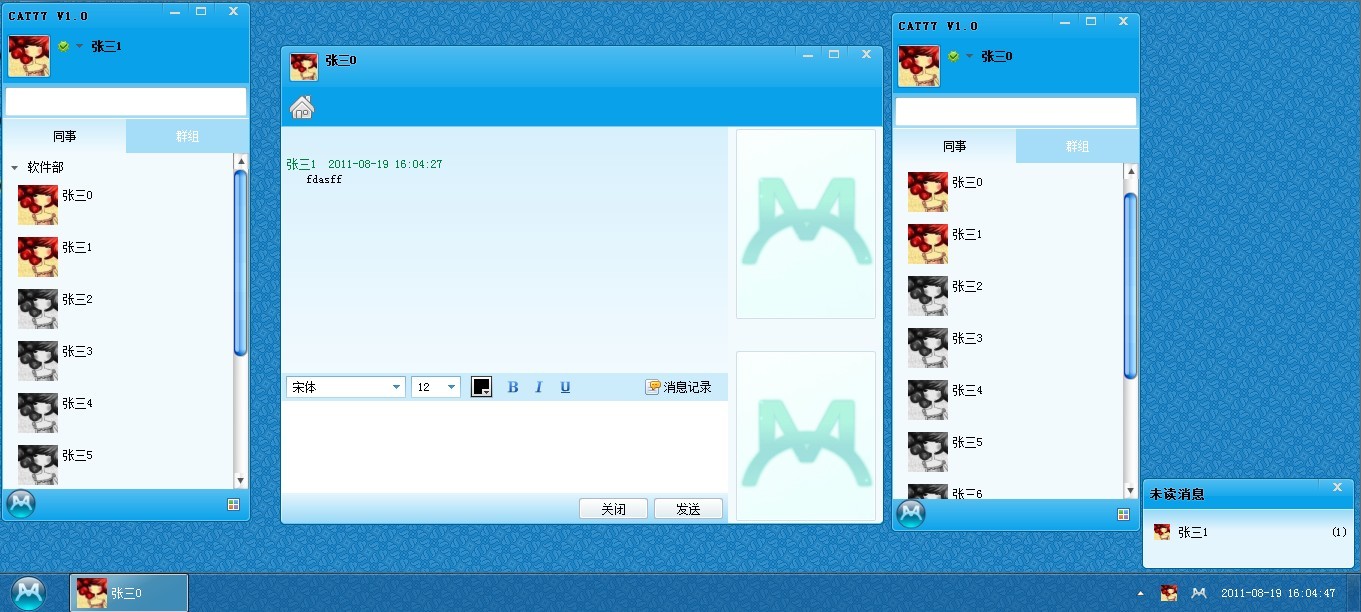 CAT77 V1.0
张三1
同事
群组
软件部
张三0
张三1
张三2
张三3
张三4
张三5
张三0
张三1 2011-08-19 16:04:27
fdasff
宋体
12
B I U
消息记录
关闭
发送
CAT77 V1.0
张三0
同事
群组
张三0
张三1
张三2
张三3
张三4
张三5
张三6
未读消息
张三1 (1)
张三0
2011-08-19 16:04:47